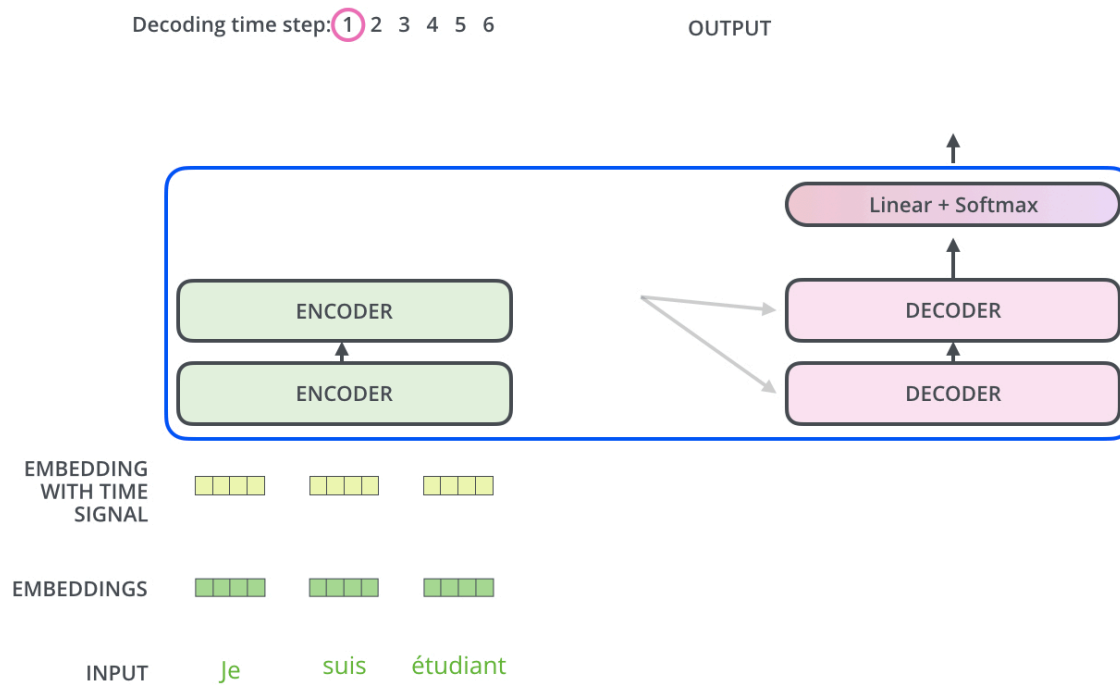 Decoding time step: 1 2 3 4 5 6
OUTPUT
Linear + Softmax
ENCODER
DECODER
ENCODER
DECODER
EMBEDDING
WITH TIME
SIGNAL
EMBEDDINGS
INPUT
Je suis étudiant